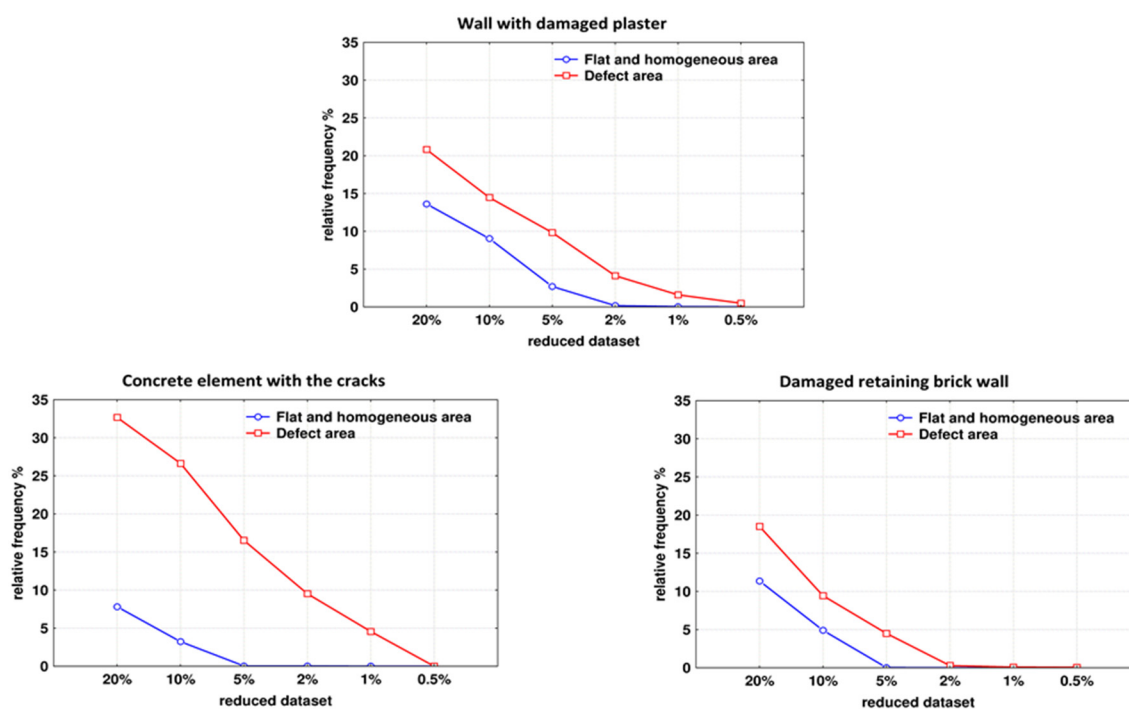 Wall with damaged plaster
35
30
25
20
15
10
5
0
relative frequency %
Flat and homogeneous area
Defect area
20% 10% 5% 2% 1% 0.5%
reduced dataset
Concrete element with the cracks
35
30
25
20
15
10
5
0
relative frequency %
Flat and homogeneous area
Defect area
20% 10% 5% 2% 1% 0.5%
reduced dataset
Damaged retaining brick wall
35
30
25
20
15
10
5
0
relative frequency %
Flat and homogeneous area
Defect area
20% 10% 5% 2% 1% 0.5%
reduced dataset